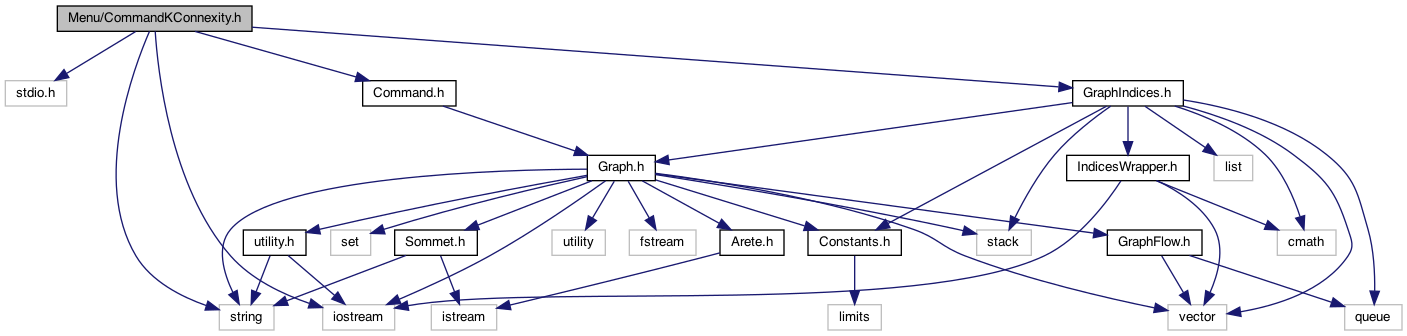 Menu/CommandKConnexity.h
stdio.h
Command.h
GraphIndices.h
Graph.h
IndicesWrapper.h
list
utility.h
set
Sommet.h
utility
fstream
Arete.h
Constants.h
stack
GraphFlow.h
cmath
string
iostream
istream
limits
vector
queue